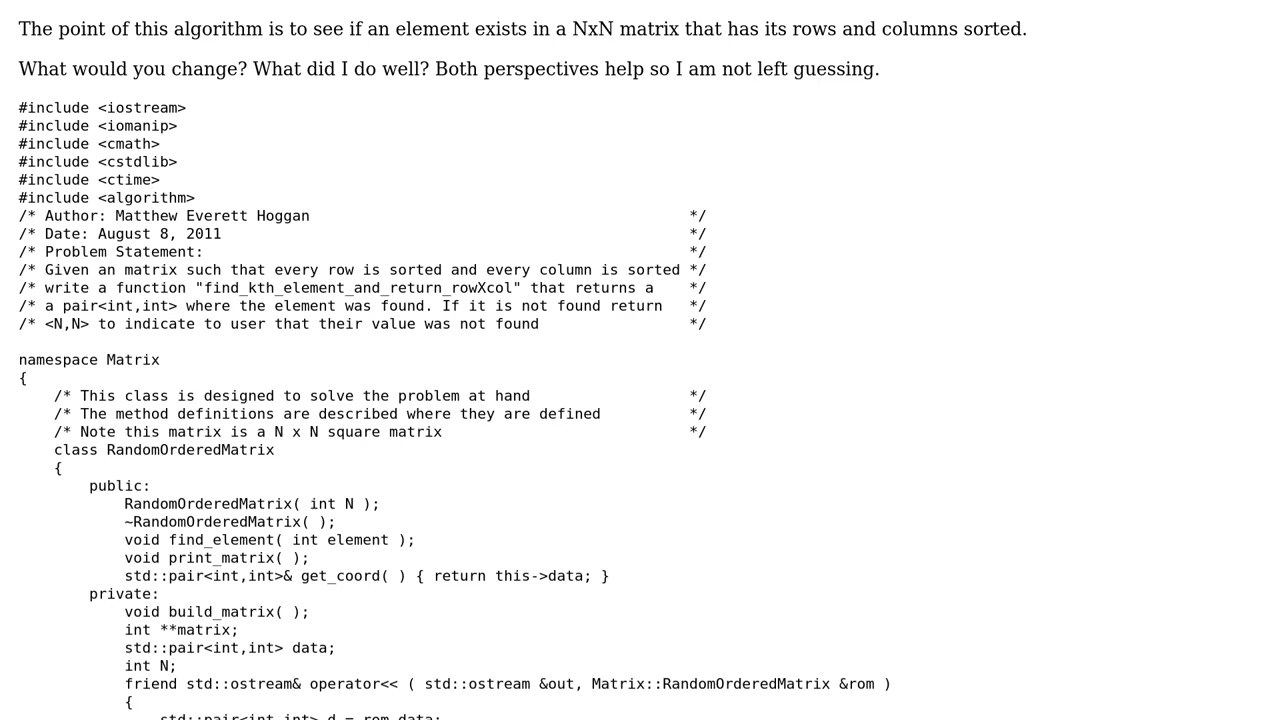 The point of this algorithm is to see if an element exists in a NxN matrix that has its rows and columns sorted.
What would you change? What did I do well? Both perspectives help so I am not left guessing.
#include <iostream>
#include <iomanip>
#include <cmath>
#include <cstdlib>
#include <ctime>
#include <algorithm>
/* Author: Matthew Everett Hoggan                                           */
/* Date: August 8, 2011                                                     */
/* Problem Statement:                                                       */
/* Given an matrix such that every row is sorted and every column is sorted */
/* write a function "find_kth_element_and_return_rowXcol" that returns a    */
/* a pair<int,int> where the element was found. If it is not found return   */
/* <N,N> to indicate to user that their value was not found                 */
namespace Matrix
{
    /* This class is designed to solve the problem at hand                  */
    /* The method definitions are described where they are defined          */
    /* Note this matrix is a N x N square matrix                            */
    class RandomOrderedMatrix
    {
        public:
            RandomOrderedMatrix( int N );
            ~RandomOrderedMatrix( );
            void find_element( int element );
            void print_matrix( );
            std::pair<int,int>& get_coord( ) { return this->data; }
        private:
            void build_matrix( );
            int **matrix;
            std::pair<int,int> data;
            int N;
            friend std::ostream& operator<< ( std::ostream &out, Matrix::RandomOrderedMatrix &rom )
            {
                std::pair<int,int> d = rom.data;